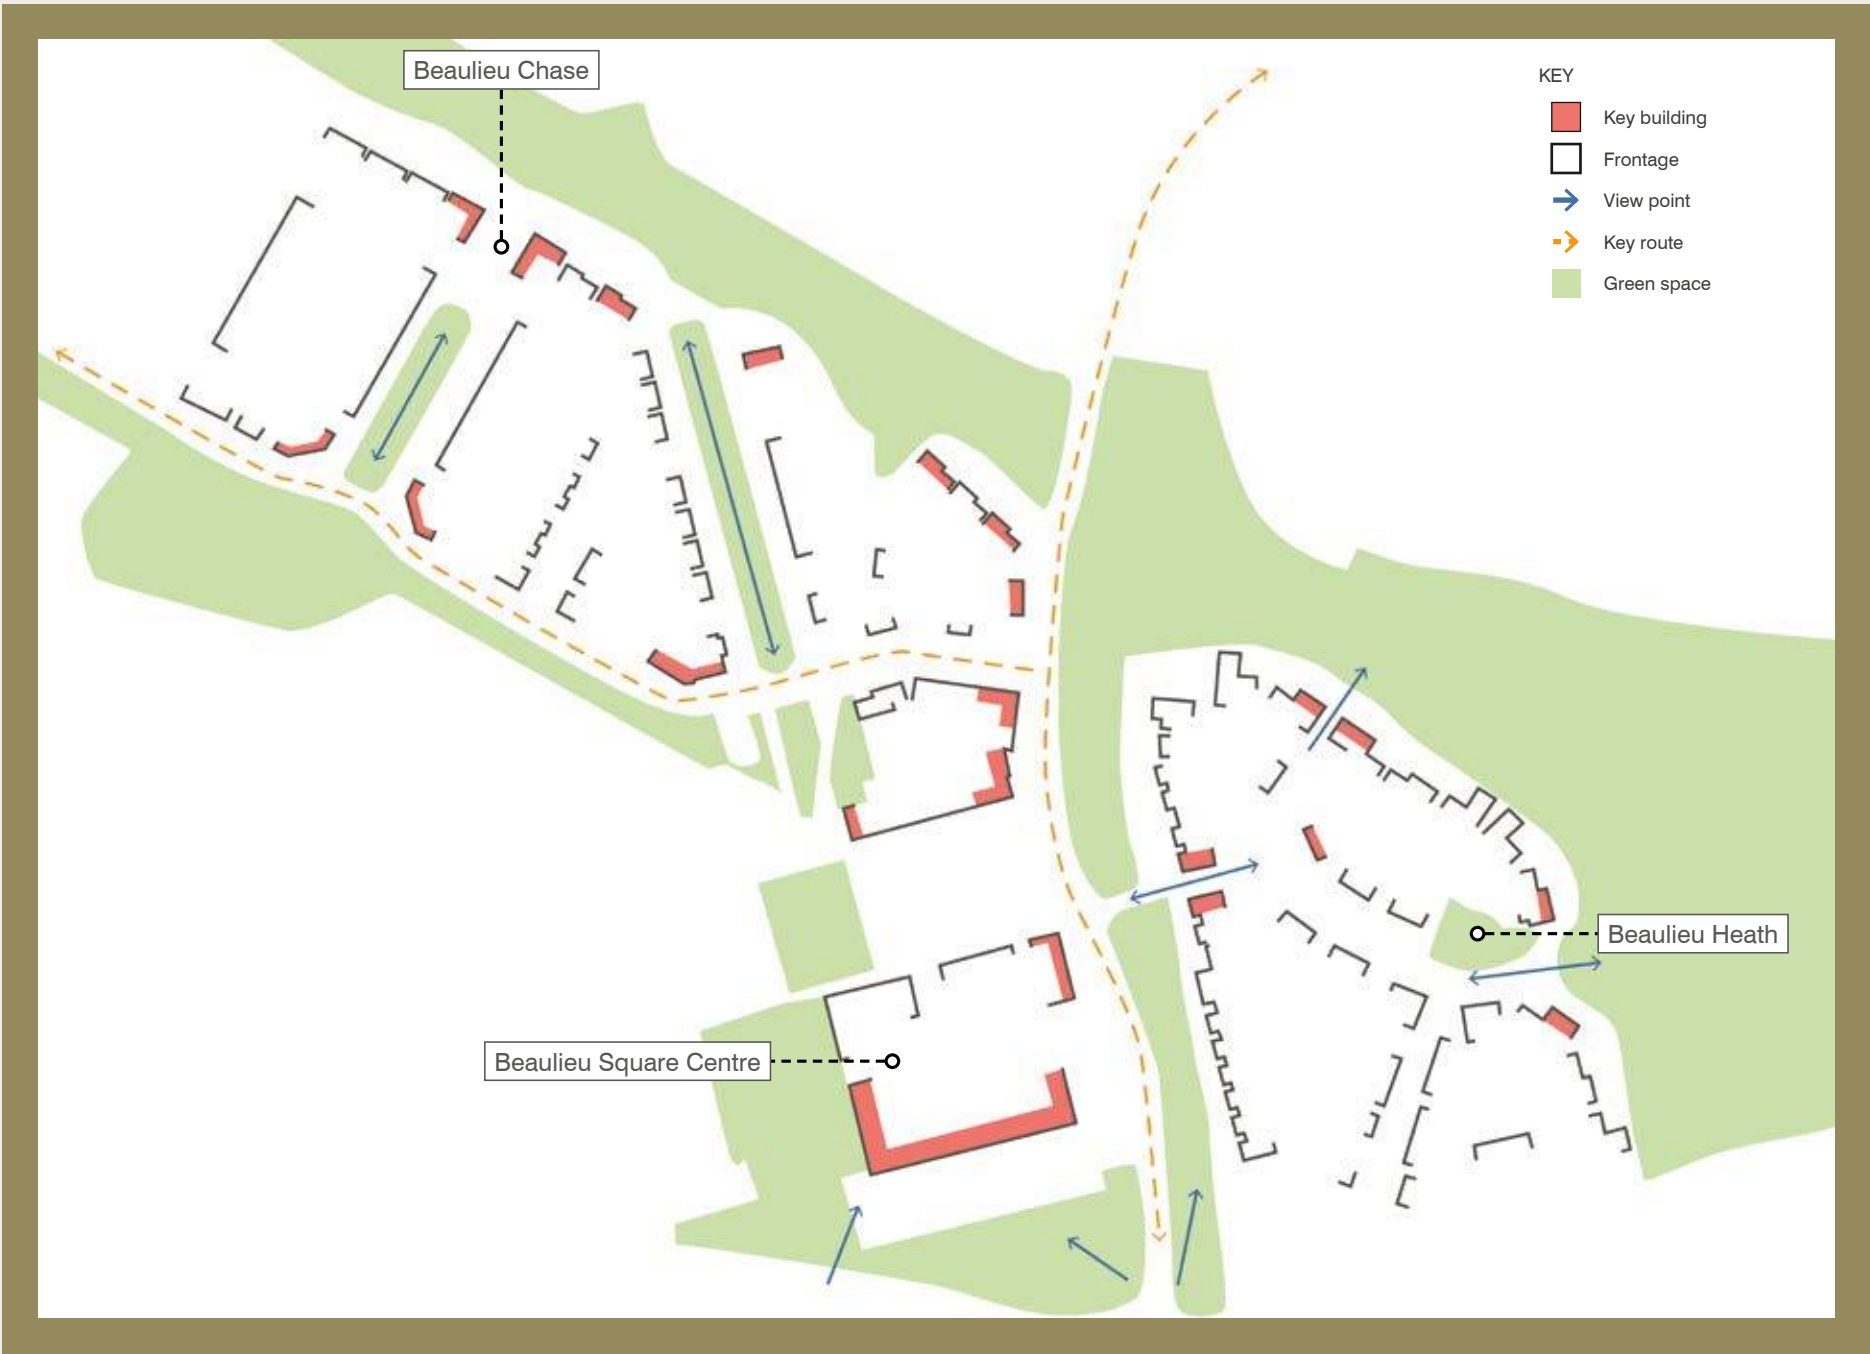 Beaulieu Chase
KEY
Key building
Frontage
View point
Key route
Green space
Beaulieu Heath
Beaulieu Square Centre